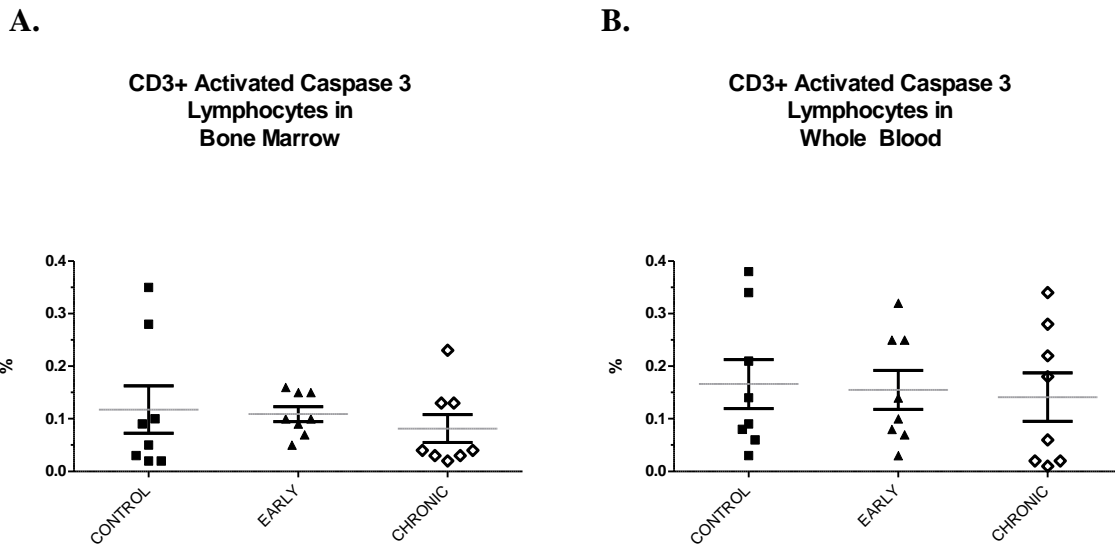 A.
CD3+ Activated Caspase 3
Lymphocytes in
Bone Marrow
0.4
0.3
0.2
0.1
0.0
%
CONTROL
EARLY
CHRONIC
B.
CD3+ Activated Caspase 3
Lymphocytes in
Whole Blood
0.4
0.3
0.2
0.1
0.0
%
CONTROL
EARLY
CHRONIC